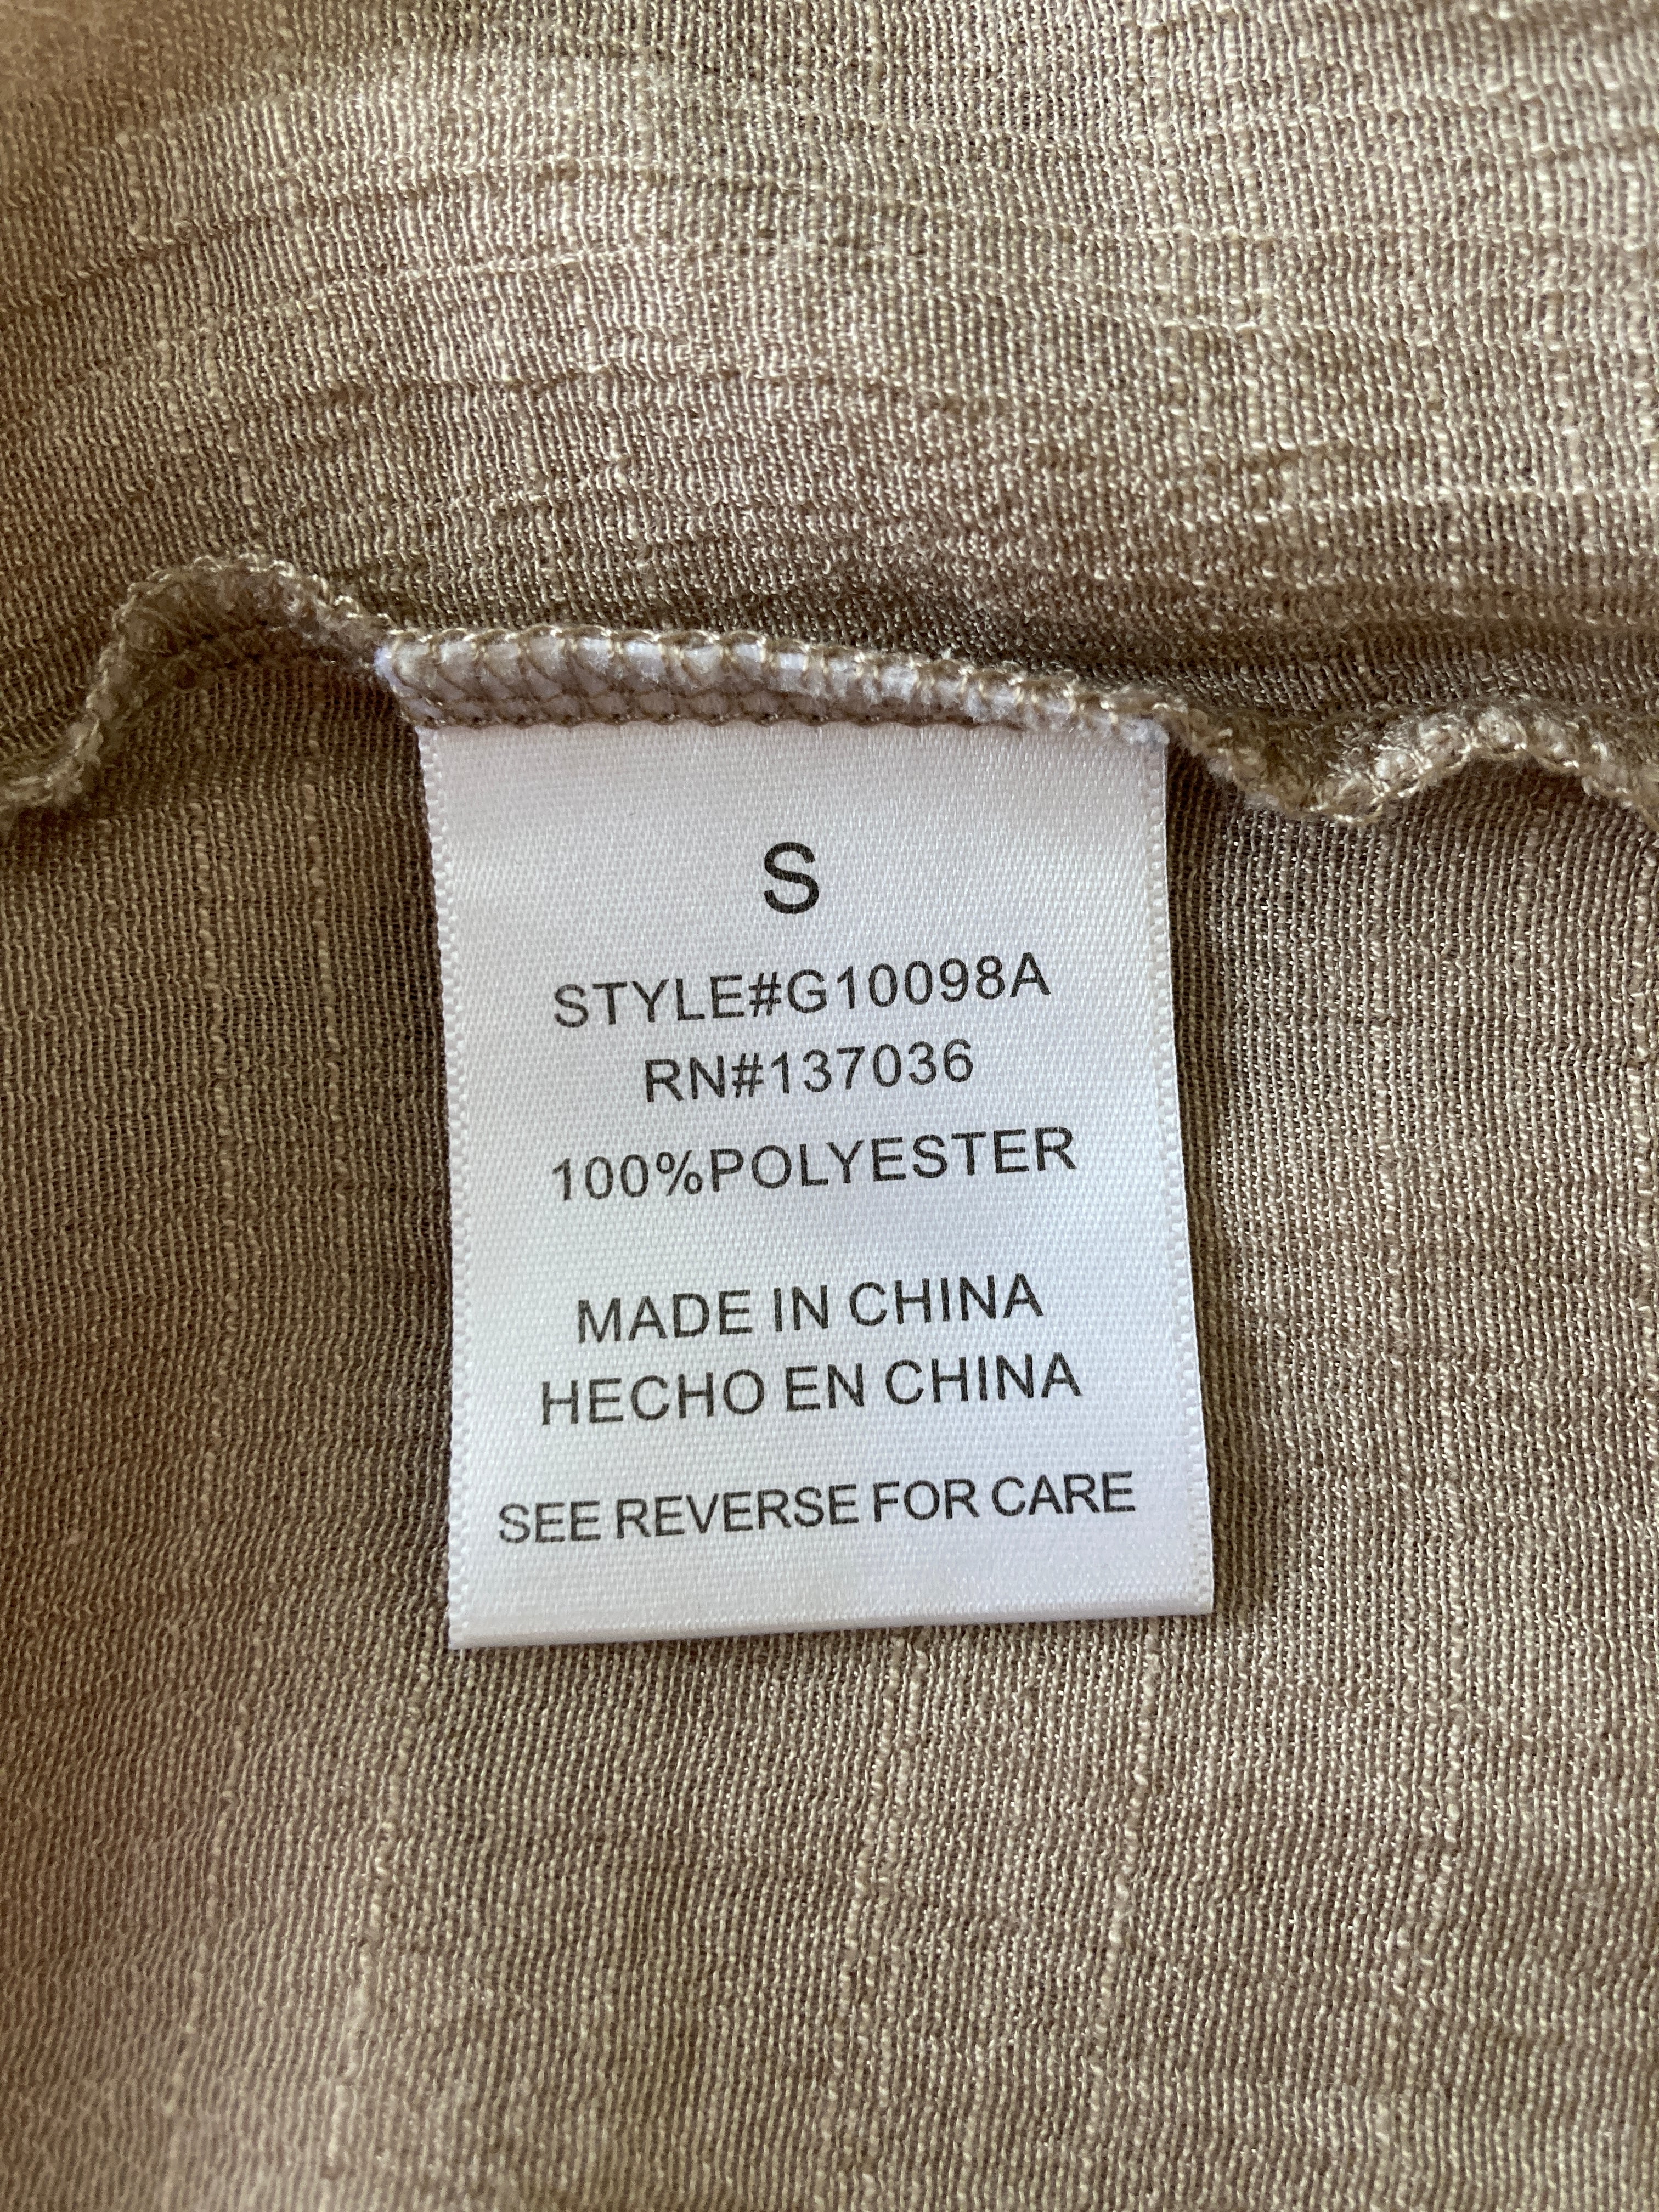 S
STYLE#G10098A
RN#137036
100%POLYESTER
MADE IN CHINA
HECHO EN CHINA
SEE REVERSE FOR CARE